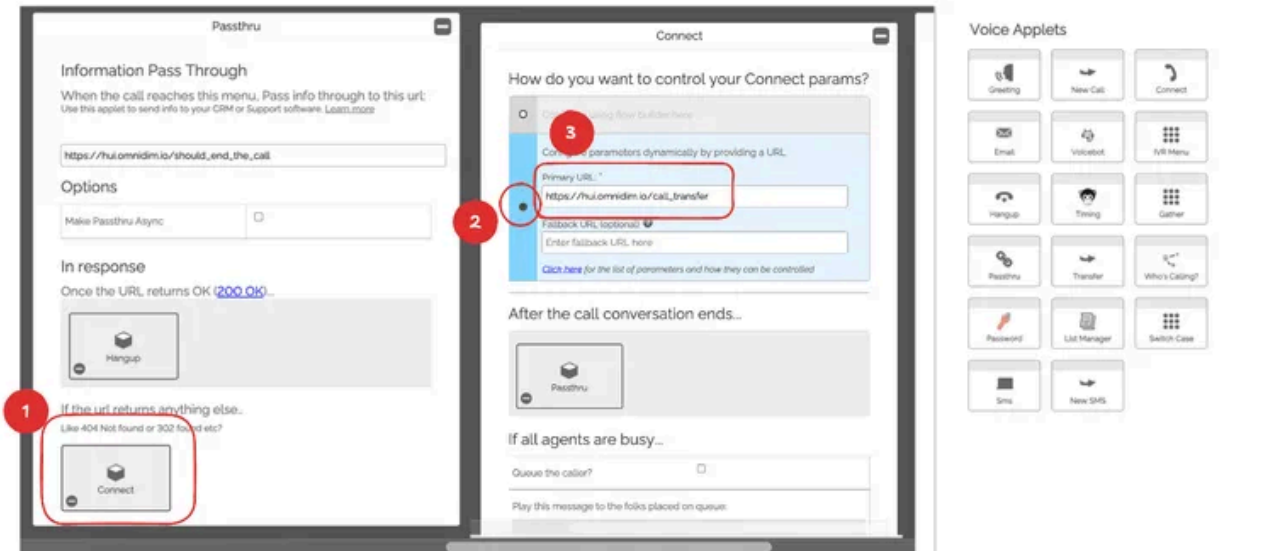 Passthru
Information Pass Through
When the call reaches this menu, Pass info through to this url:
Use this applet to send info to your CRM or Support software. Learn more
https://hui.omnidim.io/should_end_the_call
Options
Make Passthru Async
In response
Once the URL returns OK (200 OK)...
Hangup
1
If the url returns anything else..
Like 404 Not found or 302 found etc?
Connect
Connect
How do you want to control your Connect params?
using flow builder here
3
parameters dynamically by providing a URL
Primary URL: *
https://hui.omnidim.io/call_transfer
2
Fallback URL (optional) ?
Enter fallback URL here
Click here for the list of parameters and how they can be controlled
After the call conversation ends...
Passthru
If all agents are busy...
Queue the caller?
Play this message to the folks placed on queue:
Voice Applets
Greeting
New Call
Connect
Email
Voicebot
IVR Menu
Hangup
Timing
Gather
Passthru
Transfer
Who's Calling?
Password
List Manager
Switch Case
Sms
New SMS